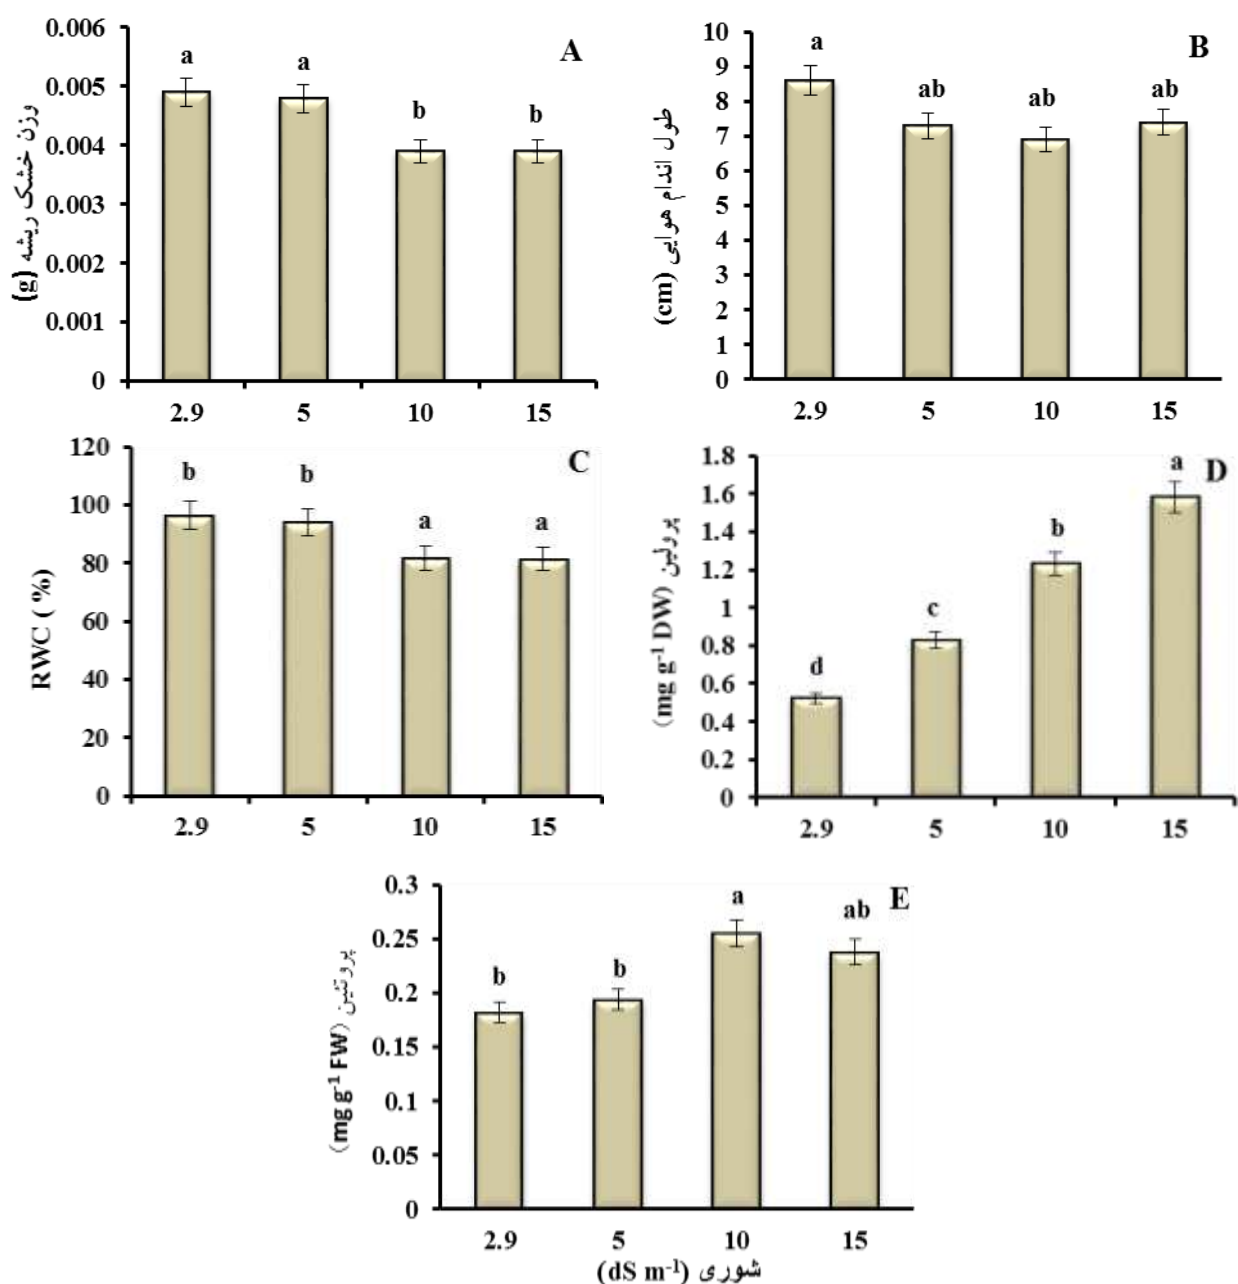 A
0.006
0.005
0.004
0.003
0.002
0.001
0
a
a
b
b
وزن خشک ریشه (g)
2.9
5
10
15
B
10
9
8
7
6
5
4
3
2
1
0
a
ab
ab
ab
طول اندام هوایی (cm)
2.9
5
10
15
C
120
100
80
60
40
20
0
b
b
a
a
RWC ( %)
2.9
5
10
15
D
1.8
1.6
1.4
1.2
1
0.8
0.6
0.4
0.2
0
d
c
b
a
پرولین (mg g⁻¹ DW)
2.9
5
10
15
E
0.3
0.25
0.2
0.15
0.1
0.05
0
b
b
a
ab
پروتئین (mg g⁻¹ FW)
2.9
5
10
15
شوری (dS m⁻¹)